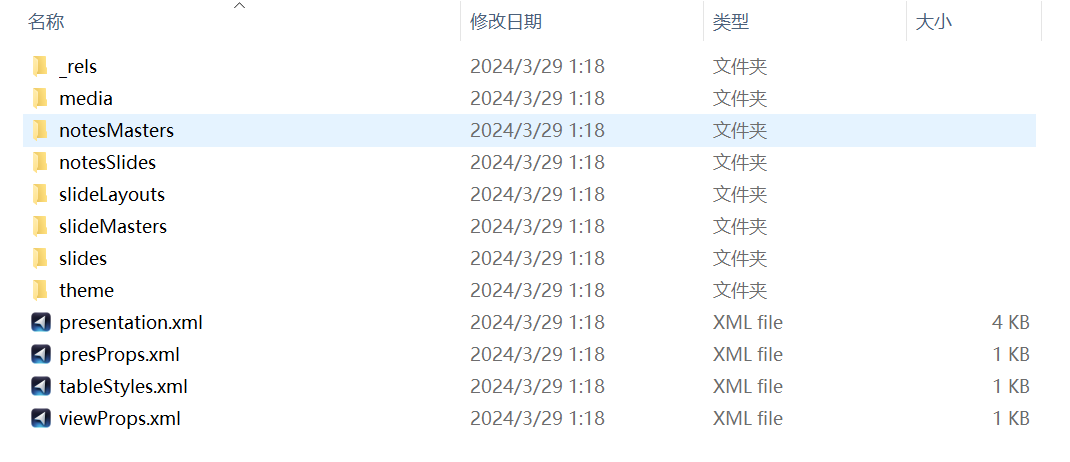 名称 修改日期 类型 大小
_rels 2024/3/29 1:18 文件夹
media 2024/3/29 1:18 文件夹
notesMasters 2024/3/29 1:18 文件夹
notesSlides 2024/3/29 1:18 文件夹
slideLayouts 2024/3/29 1:18 文件夹
slideMasters 2024/3/29 1:18 文件夹
slides 2024/3/29 1:18 文件夹
theme 2024/3/29 1:18 文件夹
presentation.xml 2024/3/29 1:18 XML file 4 KB
presProps.xml 2024/3/29 1:18 XML file 1 KB
tableStyles.xml 2024/3/29 1:18 XML file 1 KB
viewProps.xml 2024/3/29 1:18 XML file 1 KB